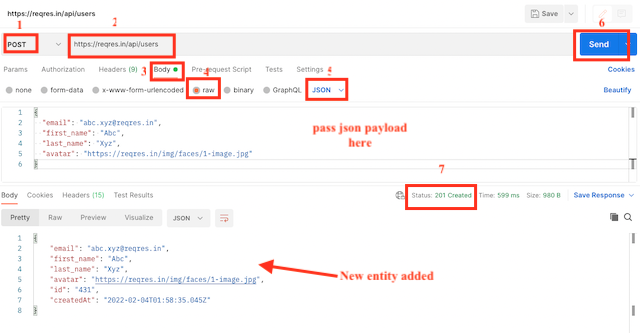 https://reqres.in/api/users
Save
1
2
6
POST
https://reqres.in/api/users
Send
3
4
5
Params Authorization Headers (9) Body Pre-request Script Tests Settings Cookies
none form-data x-www-form-urlencoded raw binary GraphQL JSON Beautify
1 {
2 "email": "abc.xyz@reqres.in",
3 "first_name": "Abc",
4 "last_name": "Xyz",
5 "avatar": "https://reqres.in/img/faces/1-image.jpg"
6 }
pass json payload
here
7
Body Cookies Headers (15) Test Results Status: 201 Created Time: 599 ms Size: 980 B Save Response
Pretty Raw Preview Visualize JSON
1 {
2 "email": "abc.xyz@reqres.in",
3 "first_name": "Abc",
4 "last_name": "Xyz",
5 "avatar": "https://reqres.in/img/faces/1-image.jpg",
6 "id": "431",
7 "createdAt": "2022-02-04T01:58:35.045Z"
8 }
New entity added